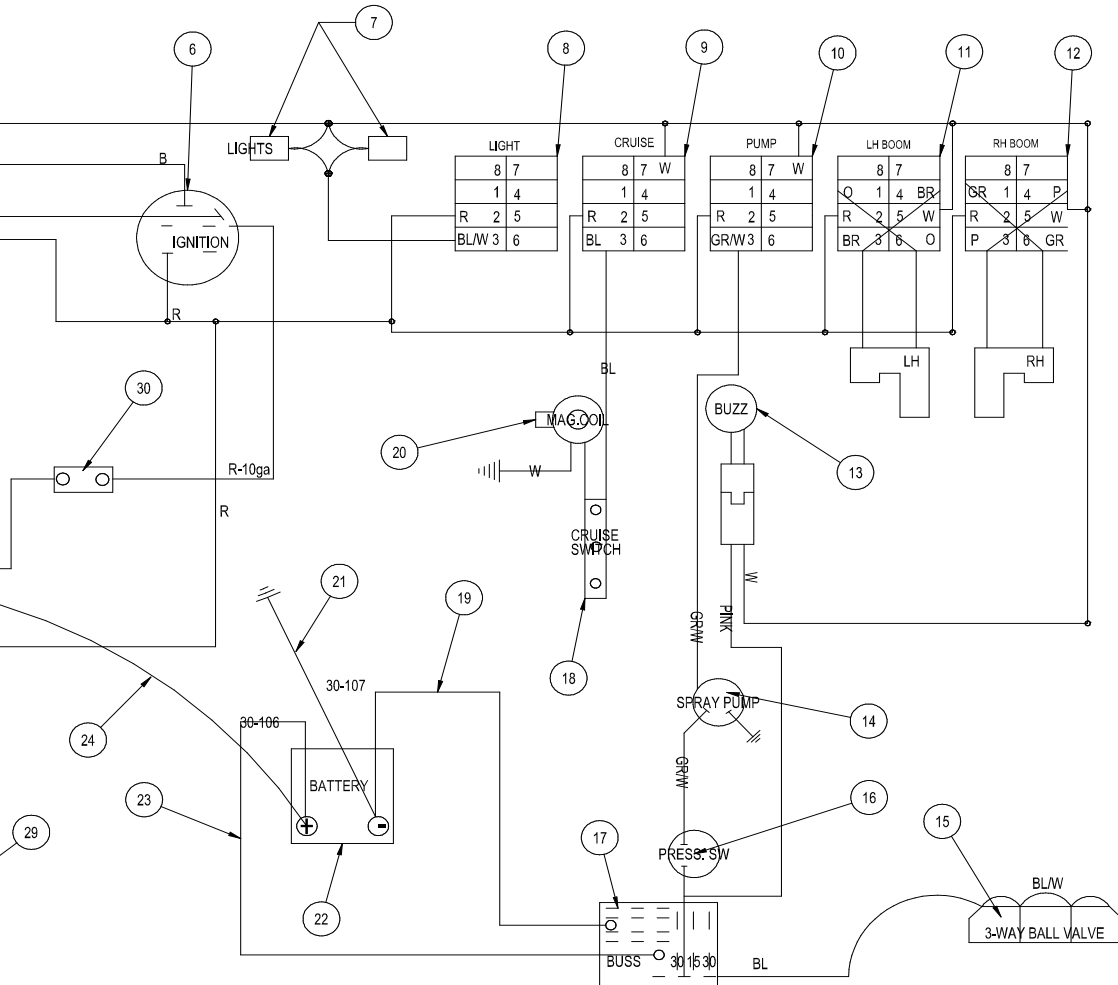 7
6
8
9
10
11
12
LIGHTS
LIGHT
CRUISE
PUMP
LH BOOM
RH BOOM
B
8 7
8 7 W
8 7 W
8 7
8 7
1 4
1 4
1 4
O 1 4 BR
GR 1 4 P
R 2 5
R 2 5
R 2 5
R 2 5 W
R 2 5 W
BL/W 3 6
BL 3 6
GR/W 3 6
BR 3 6 O
P 3 6 GR
IGNITION
R
LH
RH
BL
30
BUZZ
MAG.COIL
20
13
R-10ga
W
R
CRUISE
SWITCH
W
21
19
PINK
GR/W
18
30-107
SPRAY PUMP
14
24
30-106
GR/W
BATTERY
23
16
+
-
29
17
15
PRESS. SW
BL/W
22
3-WAY BALL VALVE
BUSS
30 15 30
BL